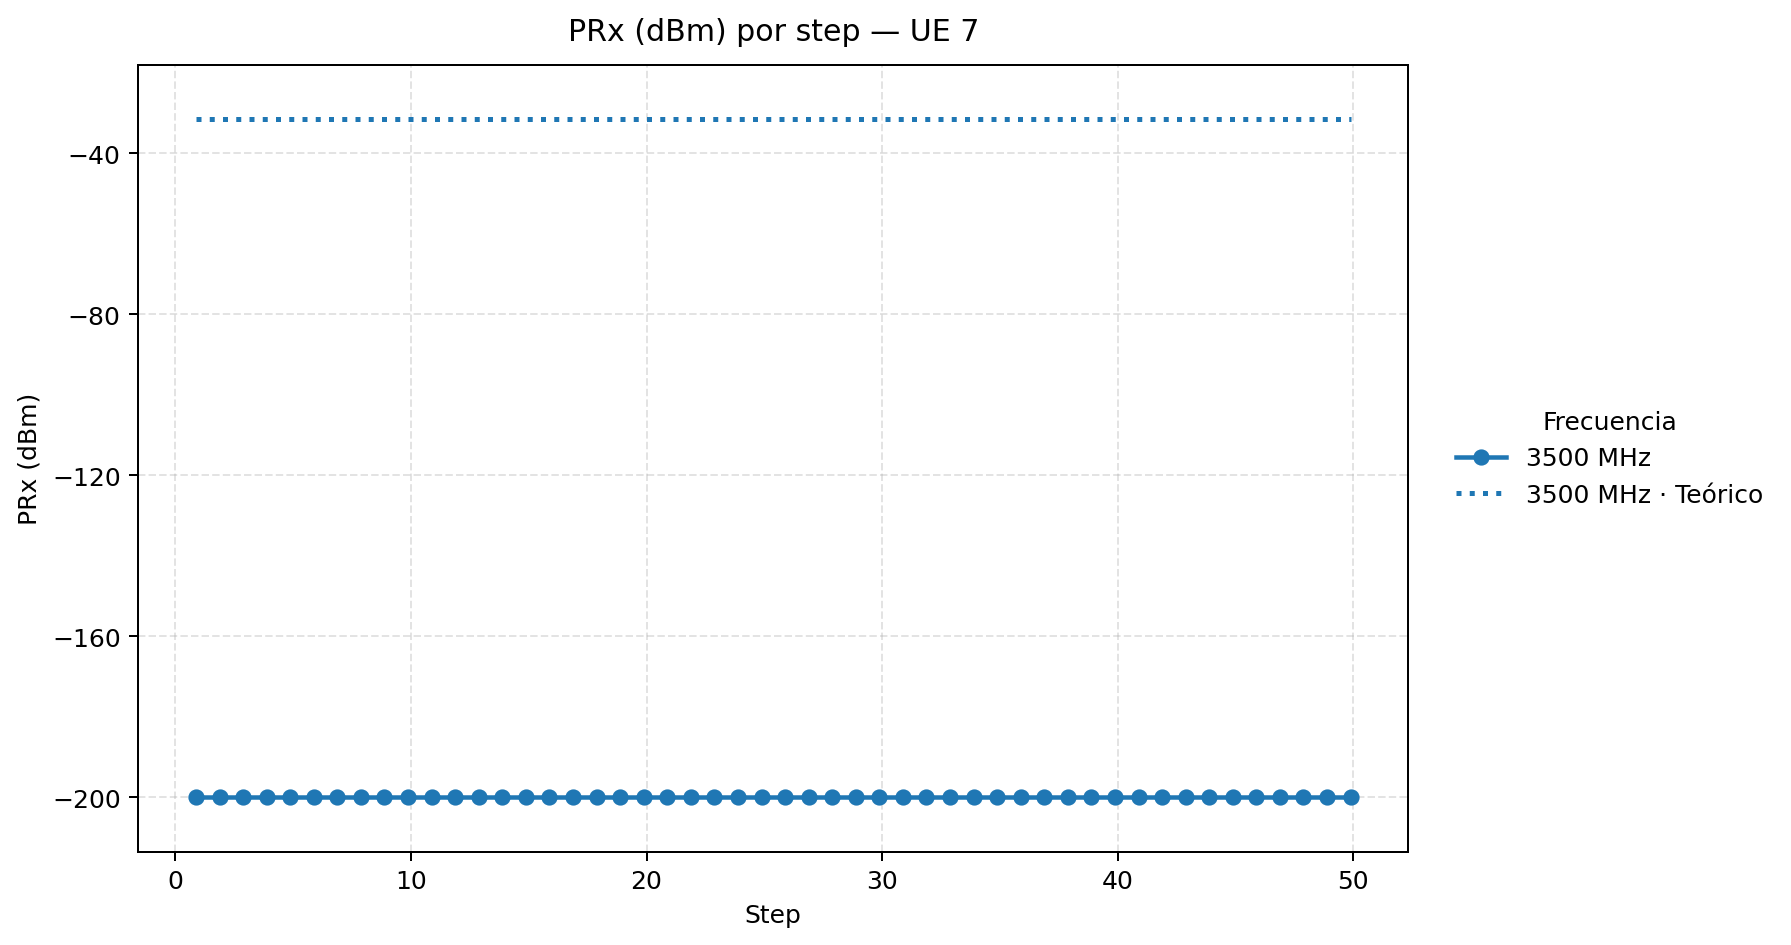 PRx (dBm) por step — UE 7
PRx (dBm)
−40
−80
−120
−160
−200
0
10
20
30
40
50
Step
Frecuencia
3500 MHz
3500 MHz · Teórico